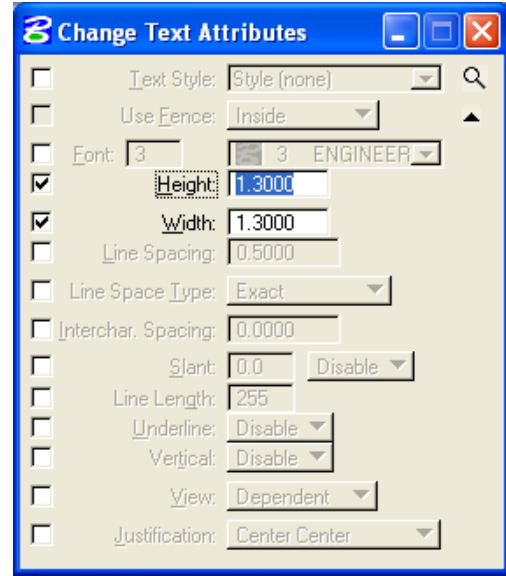 Change Text Attributes
Text Style: Style (none)
Use Fence: Inside
Font: 3 3 ENGINEER
Height: 1.3000
Width: 1.3000
Line Spacing: 0.5000
Line Space Type: Exact
Interchar. Spacing: 0.0000
Slant: 0.0 Disable
Line Length: 255
Underline: Disable
Vertical: Disable
View: Dependent
Justification: Center Center